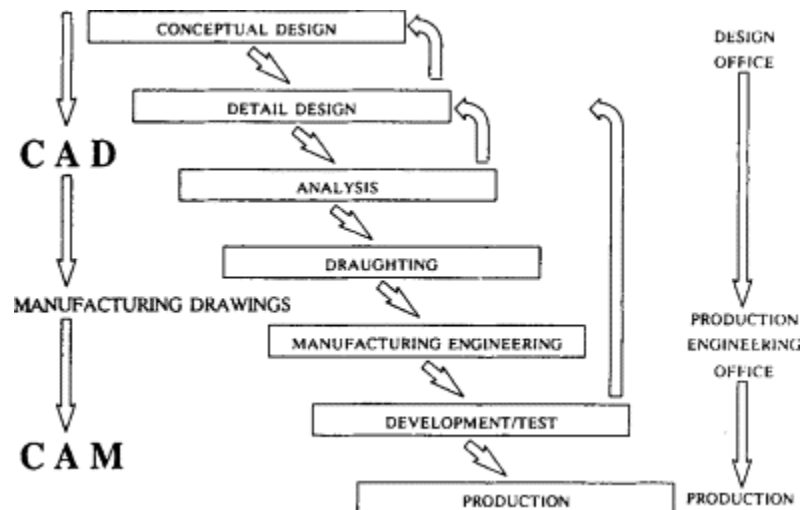 CONCEPTUAL DESIGN
DESIGN
OFFICE
DETAIL DESIGN
CAD
ANALYSIS
DRAUGHTING
MANUFACTURING DRAWINGS
PRODUCTION
ENGINEERING
OFFICE
MANUFACTURING ENGINEERING
DEVELOPMENT/TEST
CAM
PRODUCTION
PRODUCTION